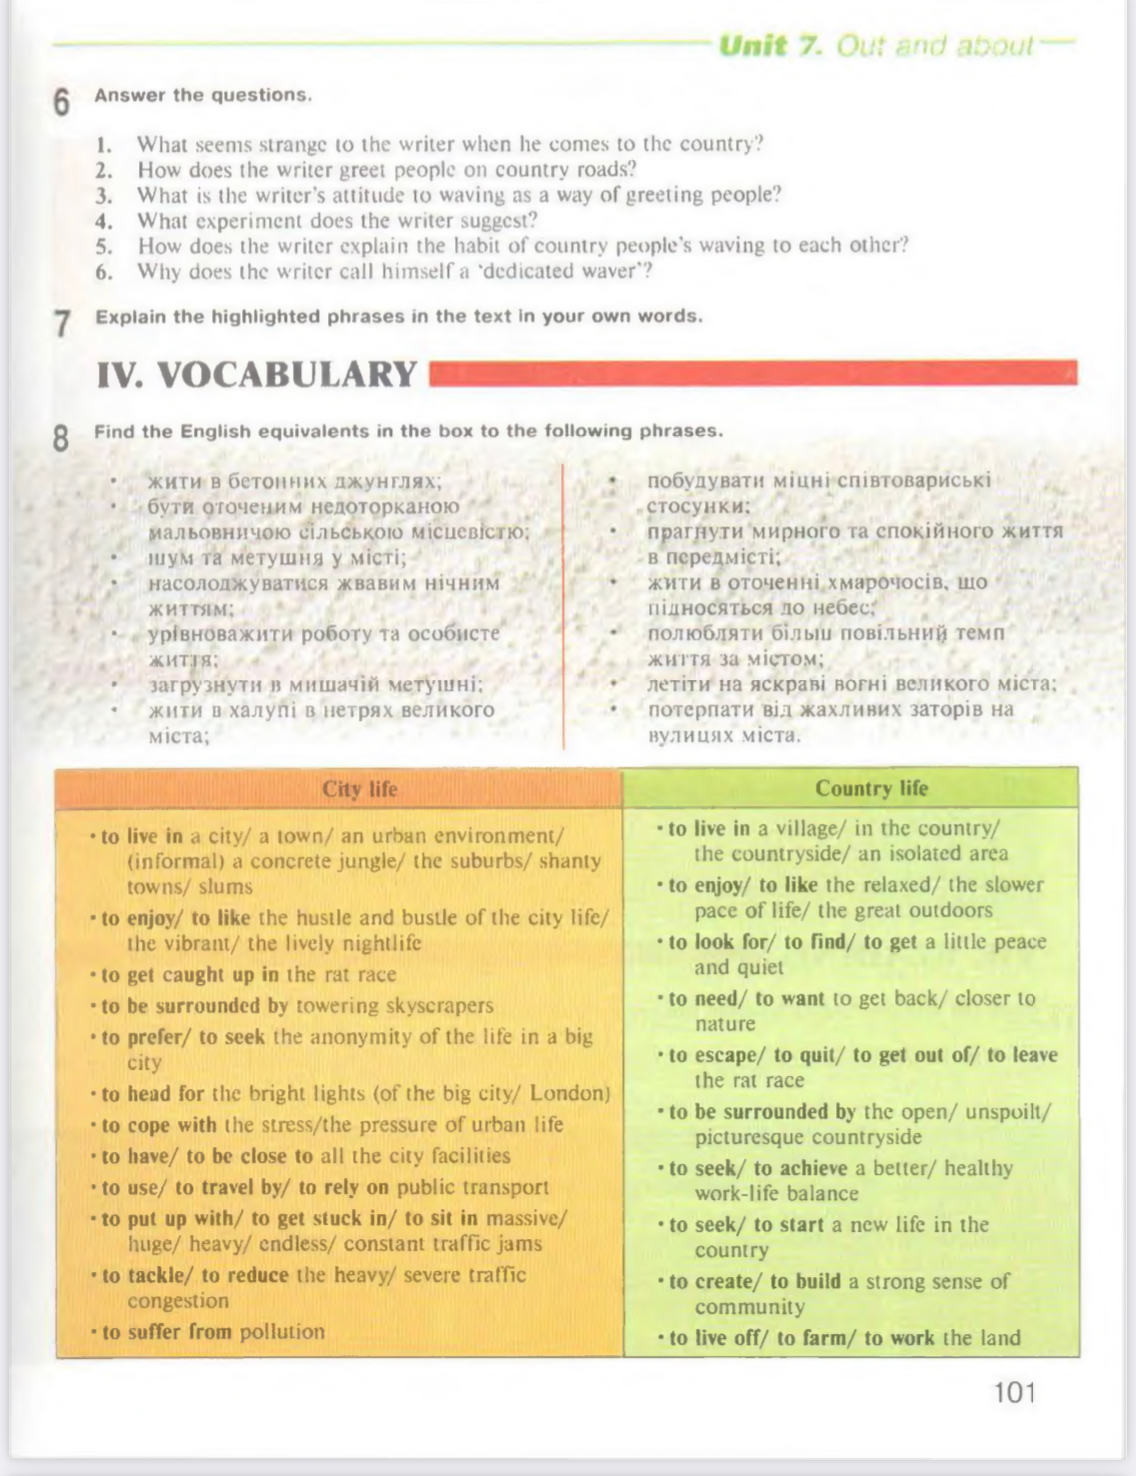 Unit 7. Out and about
6 Answer the questions.
1. What seems strange to the writer when he comes to the country?
2. How does the writer greet people on country roads?
3. What is the writer's attitude to waving as a way of greeting people?
4. What experiment does the writer suggest?
5. How does the writer explain the habit of country people's waving to each other?
6. Why does the writer call himself a 'dedicated waver'?
7 Explain the highlighted phrases in the text in your own words.
IV. VOCABULARY
8 Find the English equivalents in the box to the following phrases.
• жити в бетонних джунглях;
• бути оточеним недоторканою
мальовничою сільською місцевістю;
• шум та метушня у місті;
• насолоджуватися жвавим нічним
життям;
• урівноважити роботу та особисте
життя;
• загрузнути в мишачій метушні;
• жити в халупі в нетрях великого
міста;
• побудувати міцні співтовариські
стосунки;
• прагнути мирного та спокійного життя
в передмісті;
• жити в оточенні хмарочосів, що
підносяться до небес;
• полюбляти більш повільний темп
життя за містом;
• летіти на яскраві вогні великого міста;
• потерпати від жахливих заторів на
вулицях міста.
City life
• to live in a city/ a town/ an urban environment/
(informal) a concrete jungle/ the suburbs/ shanty
towns/ slums
• to enjoy/ to like the hustle and bustle of the city life/
the vibrant/ the lively nightlife
• to get caught up in the rat race
• to be surrounded by towering skyscrapers
• to prefer/ to seek the anonymity of the life in a big
city
• to head for the bright lights (of the big city/ London)
• to cope with the stress/the pressure of urban life
• to have/ to be close to all the city facilities
• to use/ to travel by/ to rely on public transport
• to put up with/ to get stuck in/ to sit in massive/
huge/ heavy/ endless/ constant traffic jams
• to tackle/ to reduce the heavy/ severe traffic
congestion
• to suffer from pollution
Country life
• to live in a village/ in the country/
the countryside/ an isolated area
• to enjoy/ to like the relaxed/ the slower
pace of life/ the great outdoors
• to look for/ to find/ to get a little peace
and quiet
• to need/ to want to get back/ closer to
nature
• to escape/ to quit/ to get out of/ to leave
the rat race
• to be surrounded by the open/ unspoilt/
picturesque countryside
• to seek/ to achieve a better/ healthy
work-life balance
• to seek/ to start a new life in the
country
• to create/ to build a strong sense of
community
• to live off/ to farm/ to work the land
101